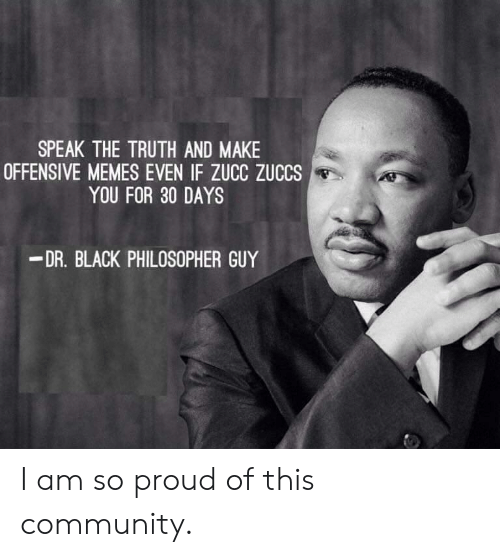 SPEAK THE TRUTH AND MAKE
OFFENSIVE MEMES EVEN IF ZUCC ZUCCS
YOU FOR 30 DAYS
—DR. BLACK PHILOSOPHER GUY
I am so proud of this
community.